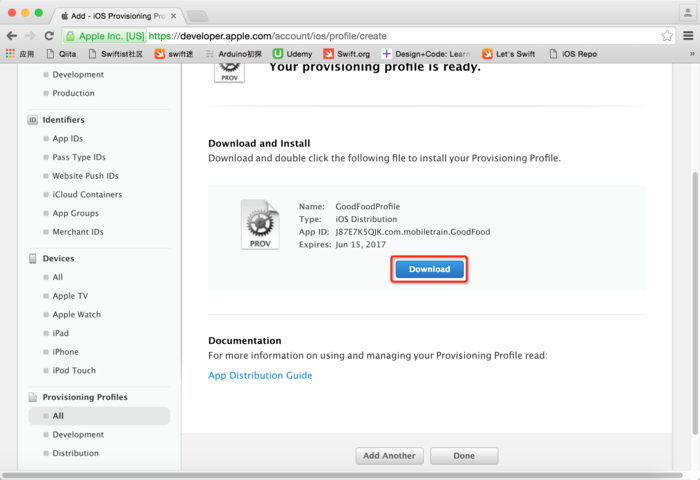 Add - iOS Provisioning Pro
Apple Inc. [US] https://developer.apple.com/account/ios/profile/create
应用 Qiita Swiftist社区 swift迷 Arduino初探 Udemy Swift.org Design+Code: Learn Let's Swift iOS Repo »
Development
Production
ID Identifiers
App IDs
Pass Type IDs
Website Push IDs
iCloud Containers
App Groups
Merchant IDs
Devices
All
Apple TV
Apple Watch
iPad
iPhone
iPod Touch
Provisioning Profiles
All
Development
Distribution
PROV
Your provisioning profile is ready.
Download and Install
Download and double click the following file to install your Provisioning Profile.
PROV
Name: GoodFoodProfile
Type: iOS Distribution
App ID: J87E7K5QJK.com.mobiletrain.GoodFood
Expires: Jun 15, 2017
Download
Documentation
For more information on using and managing your Provisioning Profile read:
App Distribution Guide
Add Another Done